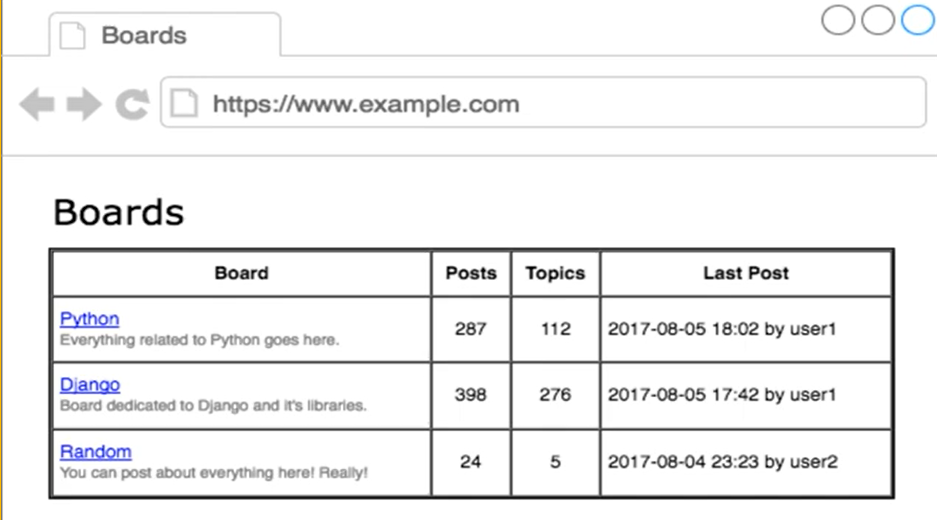 Boards
https://www.example.com
Boards
Board Posts Topics Last Post
Python
Everything related to Python goes here.
287 112 2017-08-05 18:02 by user1
Django
Board dedicated to Django and it's libraries.
398 276 2017-08-05 17:42 by user1
Random
You can post about everything here! Really!
24 5 2017-08-04 23:23 by user2